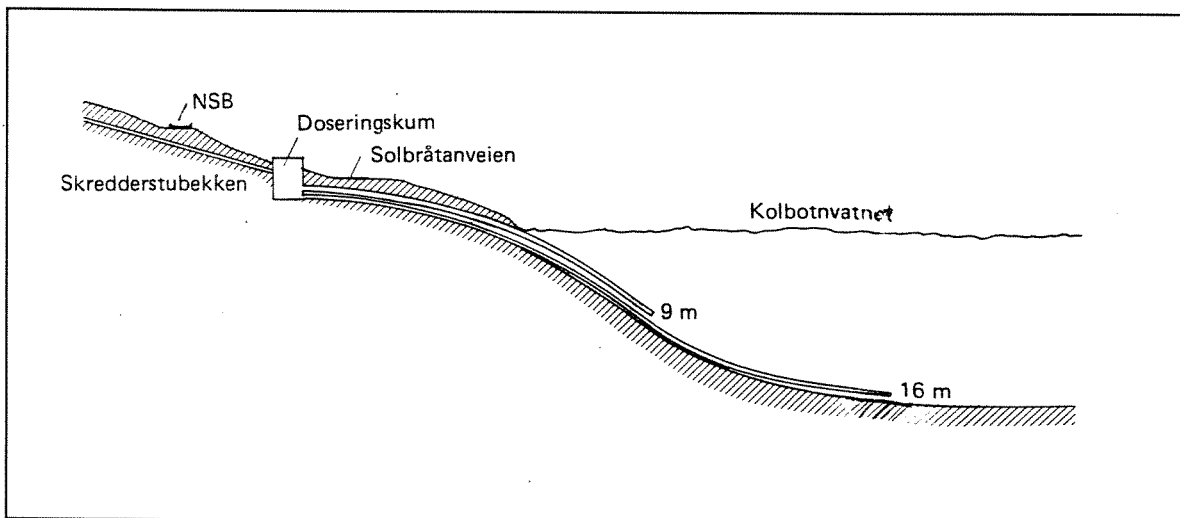 NSB
Doseringskum
Solbråtanveien
Skredderstubekken
Kolbotnvatnet
9 m
16 m